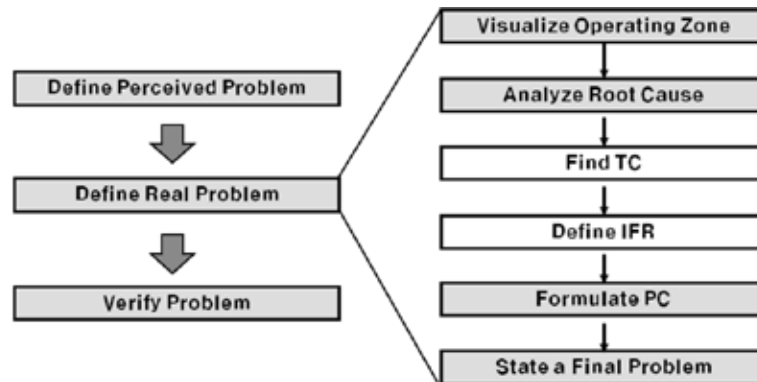 Define Perceived Problem
Define Real Problem
Verify Problem
Visualize Operating Zone
Analyze Root Cause
Find TC
Define IFR
Formulate PC
State a Final Problem